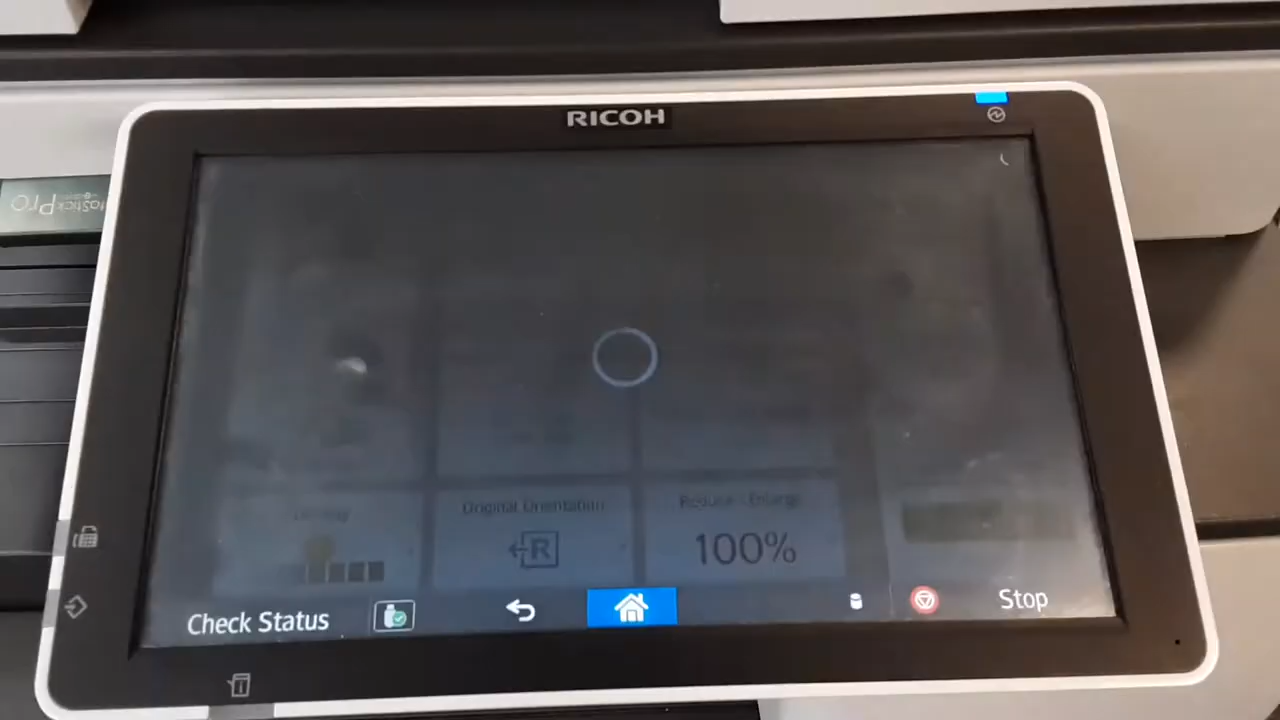 RICOH
Original Orientation
Reduce / Enlarge
R
100%
Check Status
Stop